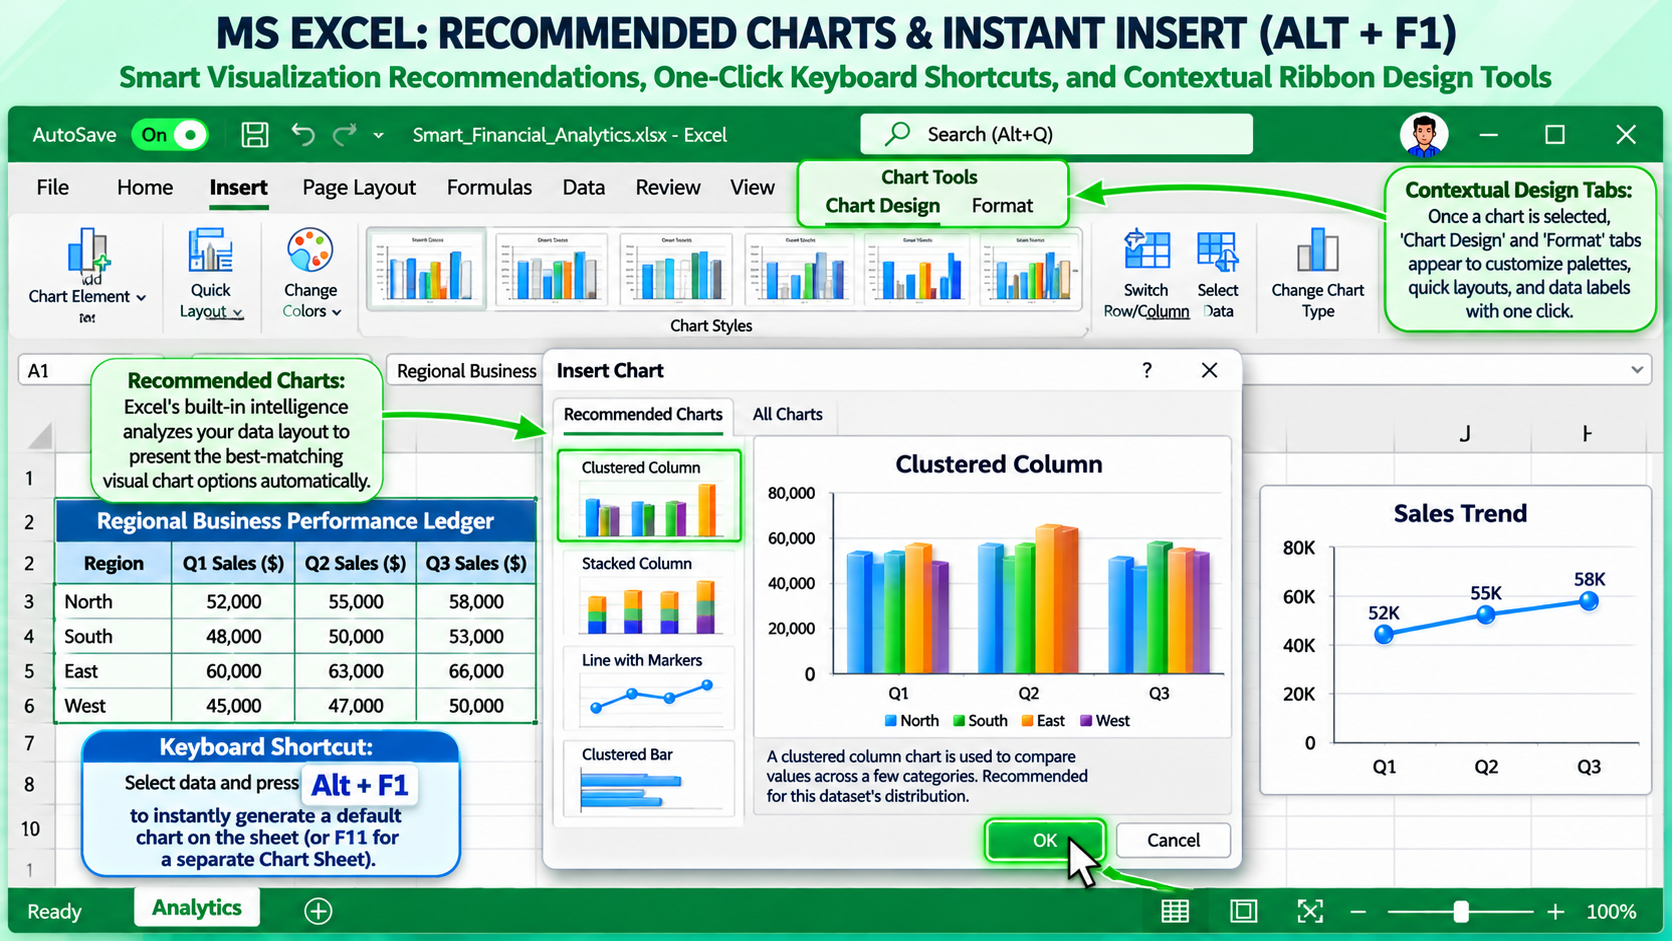 MS EXCEL: RECOMMENDED CHARTS & INSTANT INSERT (ALT + F1)
Smart Visualization Recommendations, One-Click Keyboard Shortcuts, and Contextual Ribbon Design Tools
AutoSave On Smart_Financial_Analytics.xlsx - Excel Search (Alt+Q)
File Home Insert Page Layout Formulas Data Review View
Chart Tools
Chart Design Format
Contextual Design Tabs:
Once a chart is selected,
'Chart Design' and 'Format' tabs
appear to customize palettes,
quick layouts, and data labels
with one click.
Chart Element
Quick
Layout
Change
Colors
Chart Styles
Switch
Row/Column
Select
Data
Change Chart
Type
A1
Regional Business
Recommended Charts:
Excel's built-in intelligence
analyzes your data layout to
present the best-matching
visual chart options automatically.
J
1
2 Regional Business Performance Ledger
2 Region Q1 Sales ($) Q2 Sales ($) Q3 Sales ($)
3 North 52,000 55,000 58,000
4 South 48,000 50,000 53,000
5 East 60,000 63,000 66,000
6 West 45,000 47,000 50,000
7
8
10
1
Keyboard Shortcut:
Select data and press Alt + F1
to instantly generate a default
chart on the sheet (or F11 for
a separate Chart Sheet).
Insert Chart ?
Recommended Charts All Charts
Clustered Column
Stacked Column
Line with Markers
Clustered Bar
Clustered Column
80,000
60,000
40,000
20,000
0
Q1 Q2 Q3
North South East West
A clustered column chart is used to compare
values across a few categories. Recommended
for this dataset's distribution.
OK Cancel
Sales Trend
80K
60K
40K
20K
0
52K 55K 58K
Q1 Q2 Q3
Ready Analytics 100%